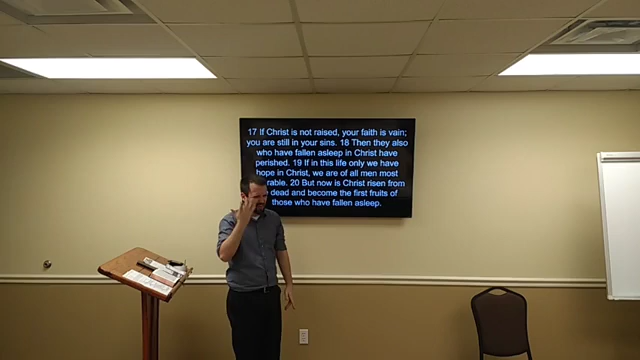 17 If Christ is not raised, your faith is vain;
you are still in your sins. 18 Then they also
who have fallen asleep in Christ have
perished. 19 If in this life only we have
hope in Christ, we are of all men most
20 But now is Christ risen from
dead and become the first fruits of
those who have fallen asleep.